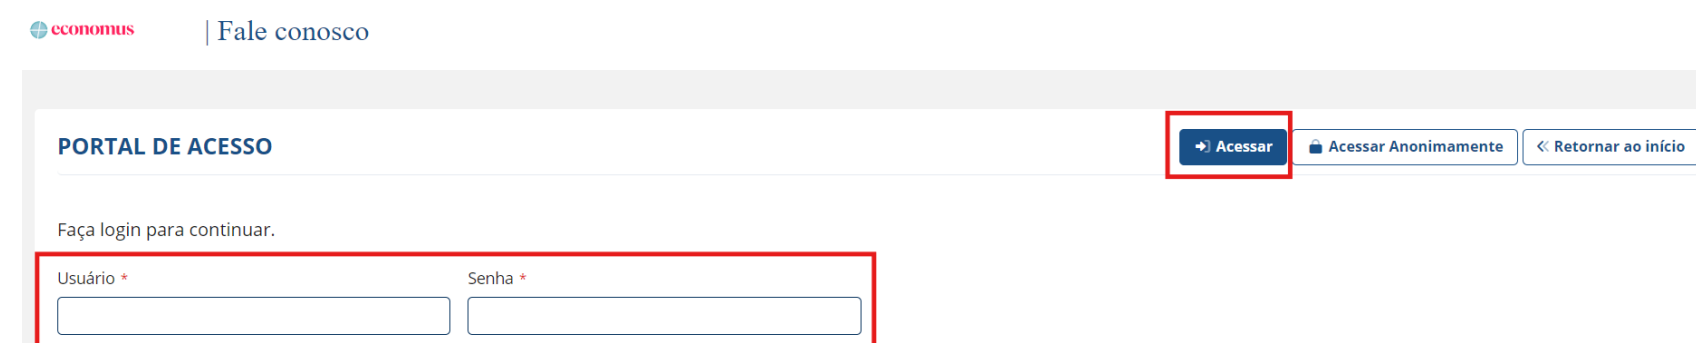 economus | Fale conosco
PORTAL DE ACESSO
Acessar
Acessar Anonimamente
Retornar ao início
Faça login para continuar.
Usuário *
Senha *